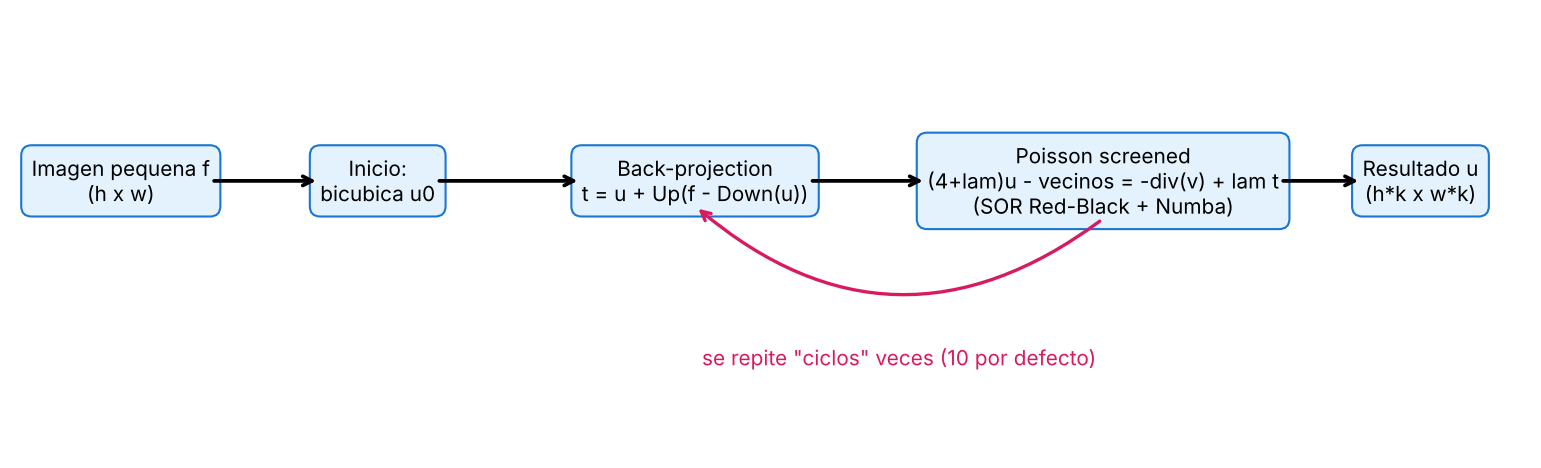 Imagen pequena f
(h x w)
Inicio:
bicubica u0
Back-projection
t = u + Up(f - Down(u))
Poisson screened
(4+lam)u - vecinos = -div(v) + lam t
(SOR Red-Black + Numba)
Resultado u
(h*k x w*k)
se repite "ciclos" veces (10 por defecto)